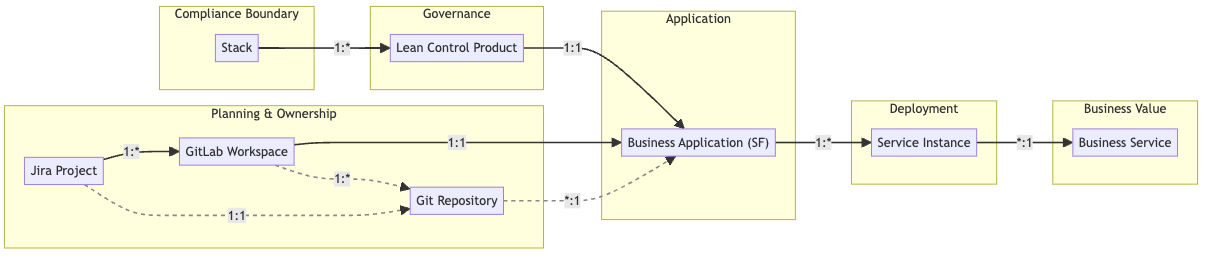 Compliance Boundary
Stack
1:*
Governance
Lean Control Product
1:1
Application
Business Application (SF)
Planning & Ownership
Jira Project
1:*
GitLab Workspace
1:1
1:*
Git Repository
1:1
*:1
1:*
Deployment
Service Instance
*:1
Business Value
Business Service